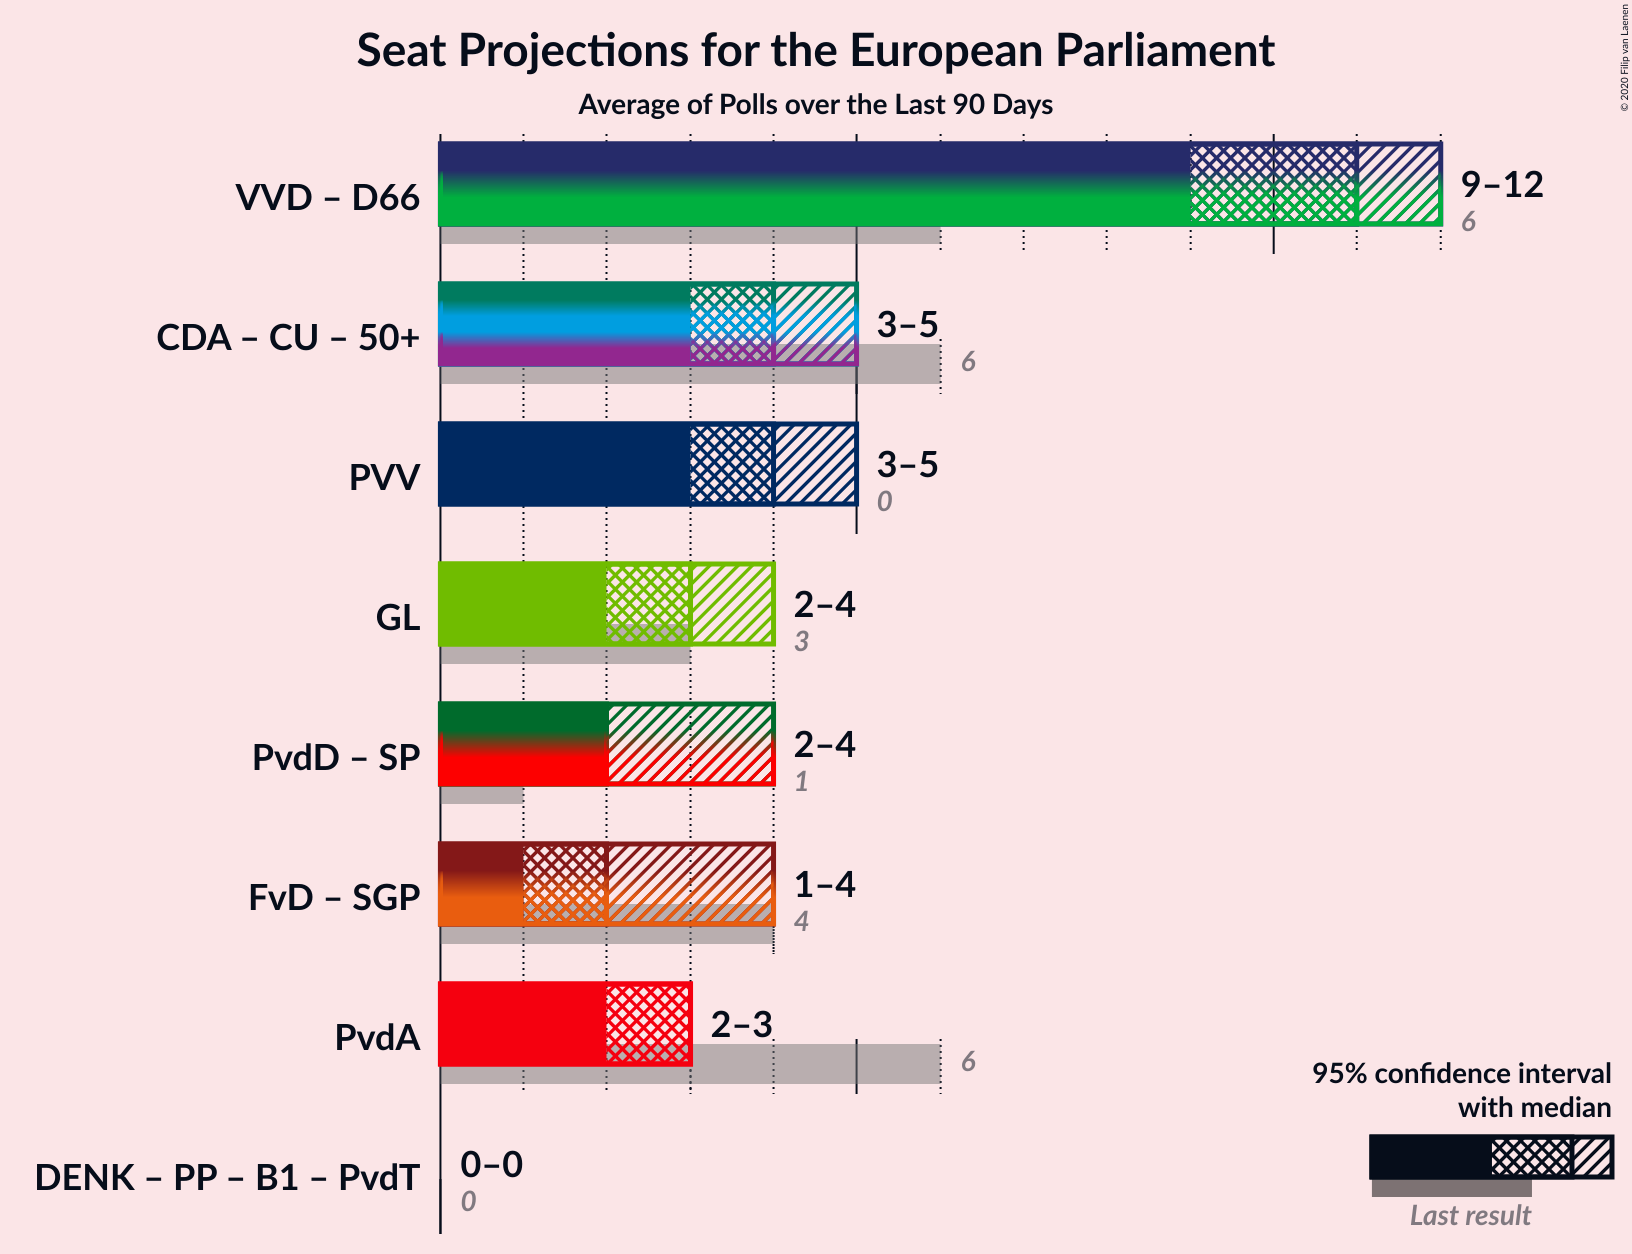 Seat Projections for the European Parliament
Average of Polls over the Last 90 Days
© 2020 Filip van Laenen
VVD – D66
9–12
6
CDA – CU – 50+
3–5
6
PVV
3–5
0
GL
2–4
3
PvdD – SP
2–4
1
FvD – SGP
1–4
4
PvdA
2–3
6
DENK – PP – B1 – PvdT
0–0
0
95% confidence interval
with median
Last result